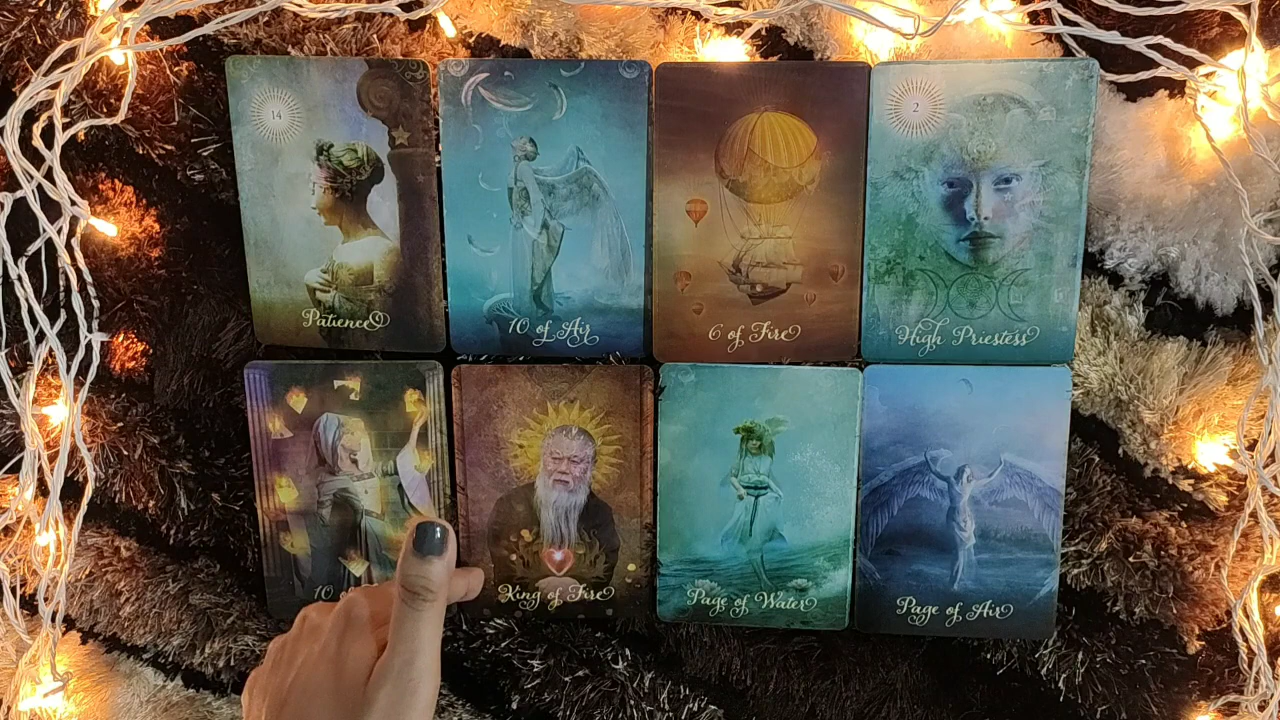 14
Patience
10 of Air
6 of Fire
2
High Priestess
10 o
King of Fire
Page of Water
Page of Air